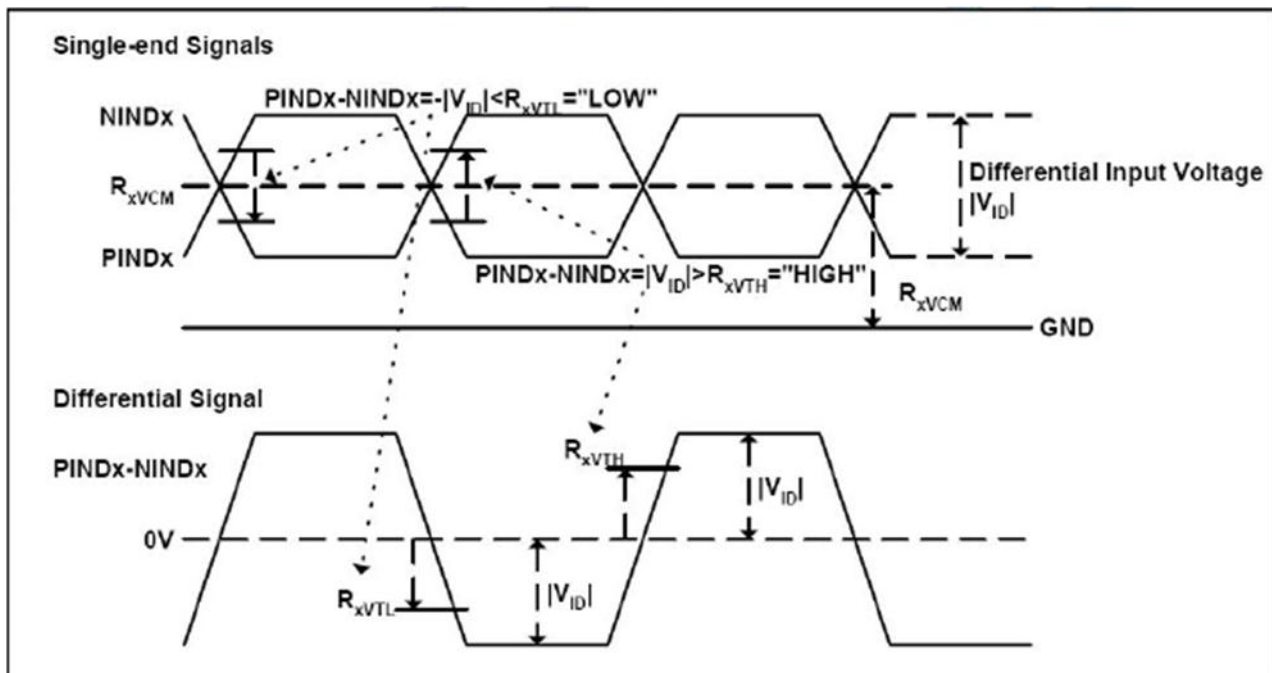 Single-end Signals
PINDx-NINDx=-|VID|<RxVTL="LOW"
NINDx
RxVCM
Differential Input Voltage
|VID|
PINDx
PINDx-NINDx=|VID|>RxVTH="HIGH"
RxVCM
GND
Differential Signal
RxVTH
PINDx-NINDx
|VID|
0V
RxVTL
|VID|